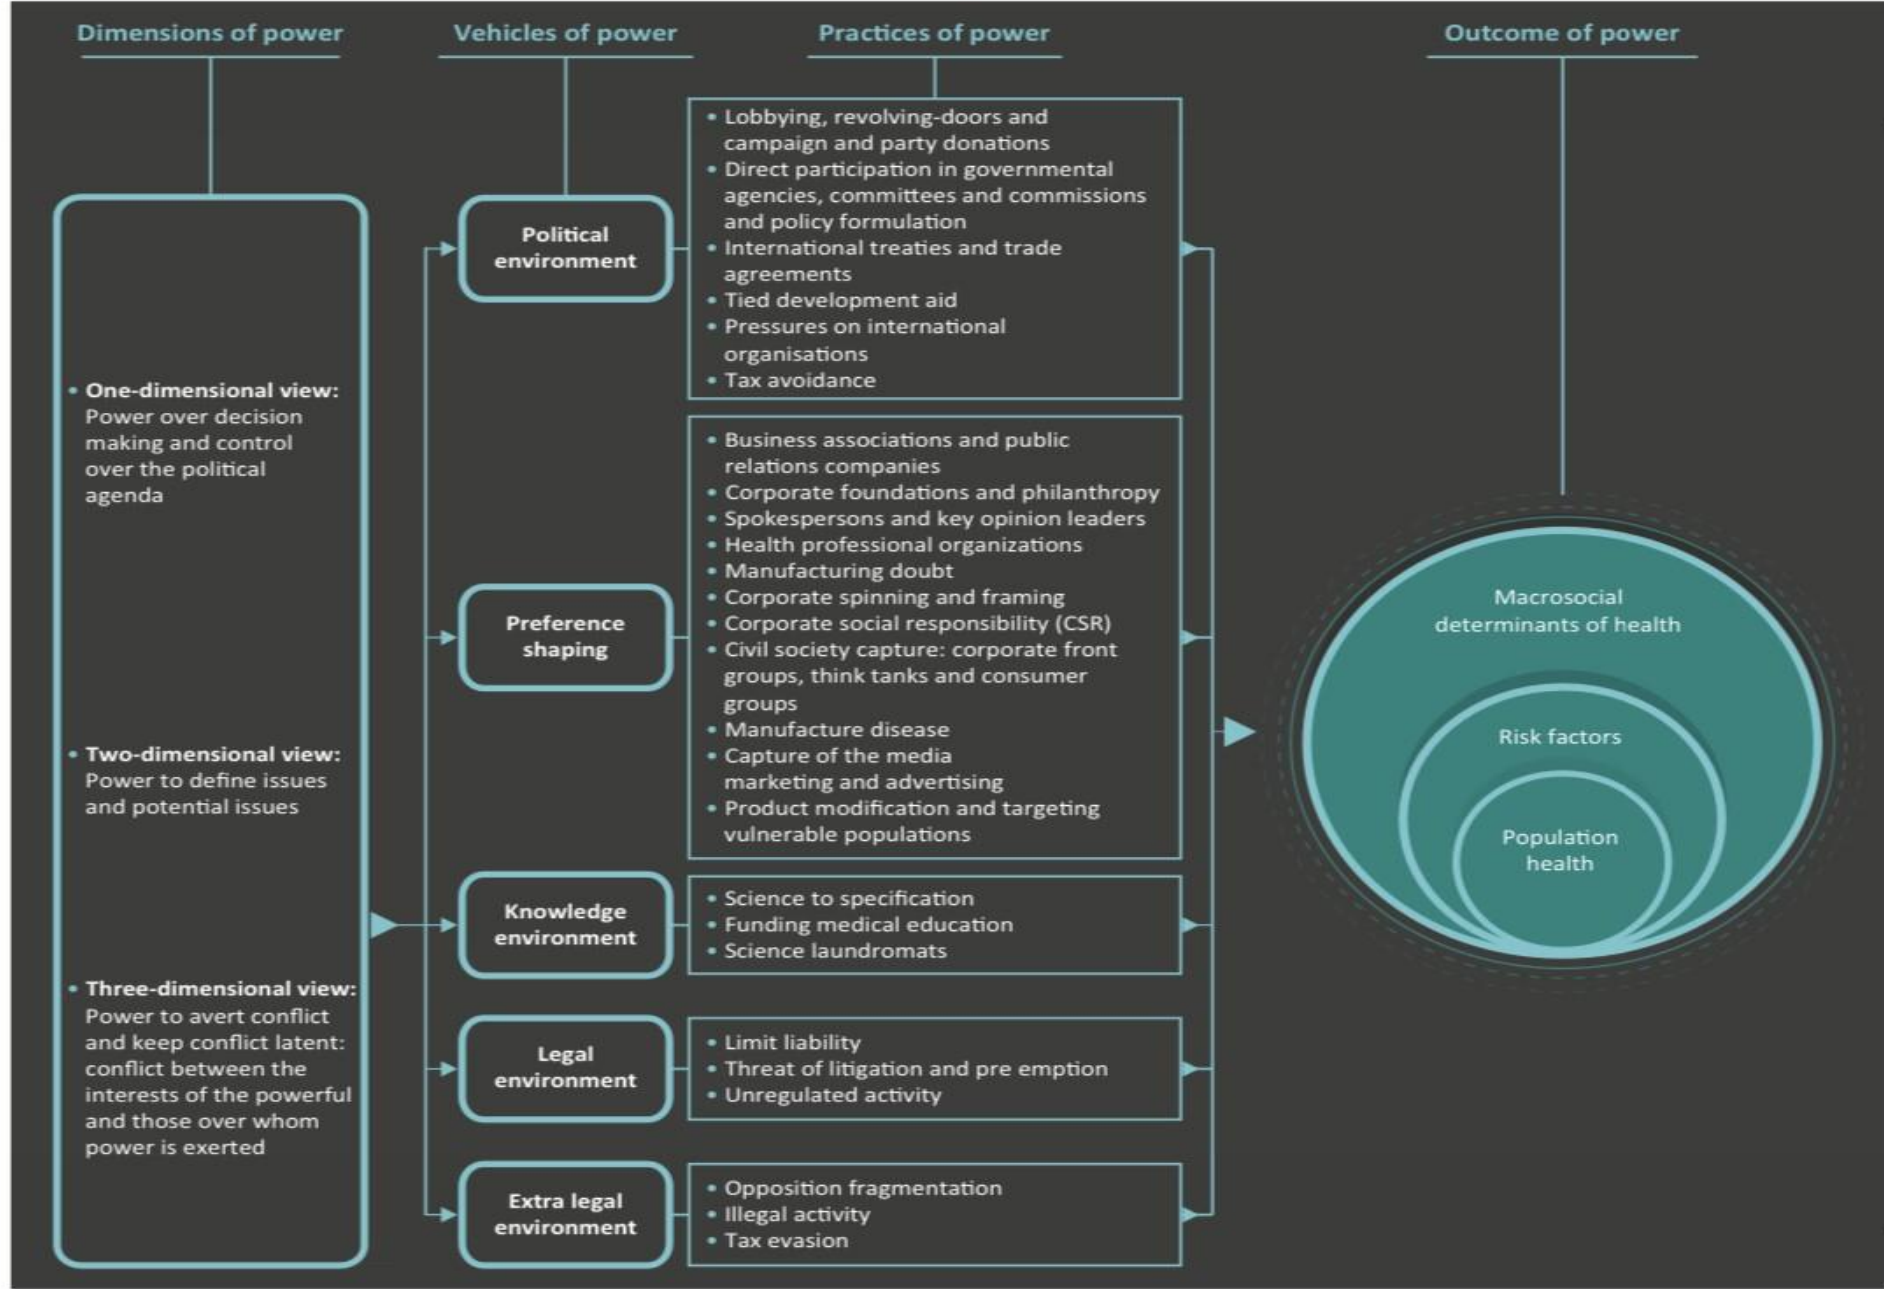 Dimensions of power
Vehicles of power
Practices of power
Outcome of power
• One-dimensional view:
Power over decision
making and control
over the political
agenda
• Two-dimensional view:
Power to define issues
and potential issues
• Three-dimensional view:
Power to avert conflict
and keep conflict latent:
conflict between the
interests of the powerful
and those over whom
power is exerted
Political
environment
• Lobbying, revolving-doors and
campaign and party donations
• Direct participation in governmental
agencies, committees and commissions
and policy formulation
• International treaties and trade
agreements
• Tied development aid
• Pressures on international
organisations
• Tax avoidance
Preference
shaping
• Business associations and public
relations companies
• Corporate foundations and philanthropy
• Spokespersons and key opinion leaders
• Health professional organizations
• Manufacturing doubt
• Corporate spinning and framing
• Corporate social responsibility (CSR)
• Civil society capture: corporate front
groups, think tanks and consumer
groups
• Manufacture disease
• Capture of the media
marketing and advertising
• Product modification and targeting
vulnerable populations
Knowledge
environment
• Science to specification
• Funding medical education
• Science laundromats
Legal
environment
• Limit liability
• Threat of litigation and pre emption
• Unregulated activity
Extra legal
environment
• Opposition fragmentation
• Illegal activity
• Tax evasion
Macrosocial
determinants of health
Risk factors
Population
health